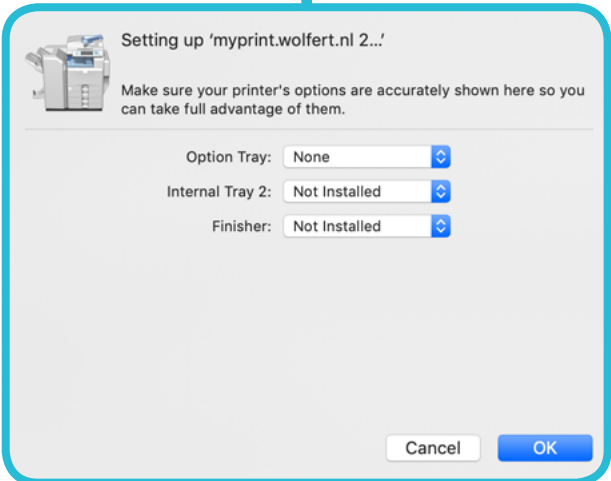 Setting up ‘myprint.wolfert.nl 2...’
Make sure your printer's options are accurately shown here so you
can take full advantage of them.
Option Tray: None
Internal Tray 2: Not Installed
Finisher: Not Installed
Cancel OK